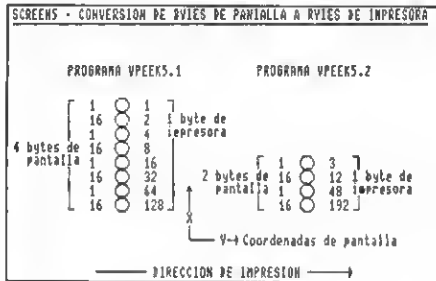 SCREEN5 - CONVERSION DE BYTES DE PANTALLA A BYTES DE IMPRESORA
PROGRAMA VPEEK5.1 PROGRAMA VPEEK5.2
4 bytes de pantalla
1 1
16 2
1 4
16 8
1 16
16 32
1 64
16 128
1 byte de impresora
2 bytes de pantalla
1 3
16 12
1 48
16 192
1 byte de impresora
X
Y→ Coordenadas de pantalla
DIRECCION DE IMPRESION